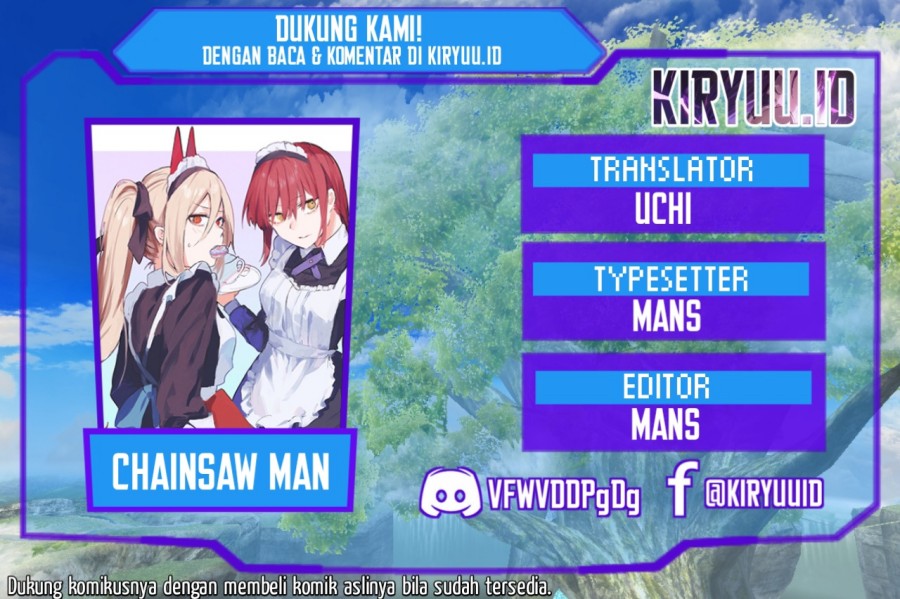 DUKUNG KAMI!
DENGAN BACA & KOMENTAR DI KIRYUU.ID
KIRYUU.ID
TRANSLATOR
UCHI
TYPESETTER
MANS
EDITOR
MANS
CHAINSAW MAN
VFWVDDPgDg
@KIRYUUID
Dukung komikusnya dengan membeli komik aslinya bila sudah tersedia.